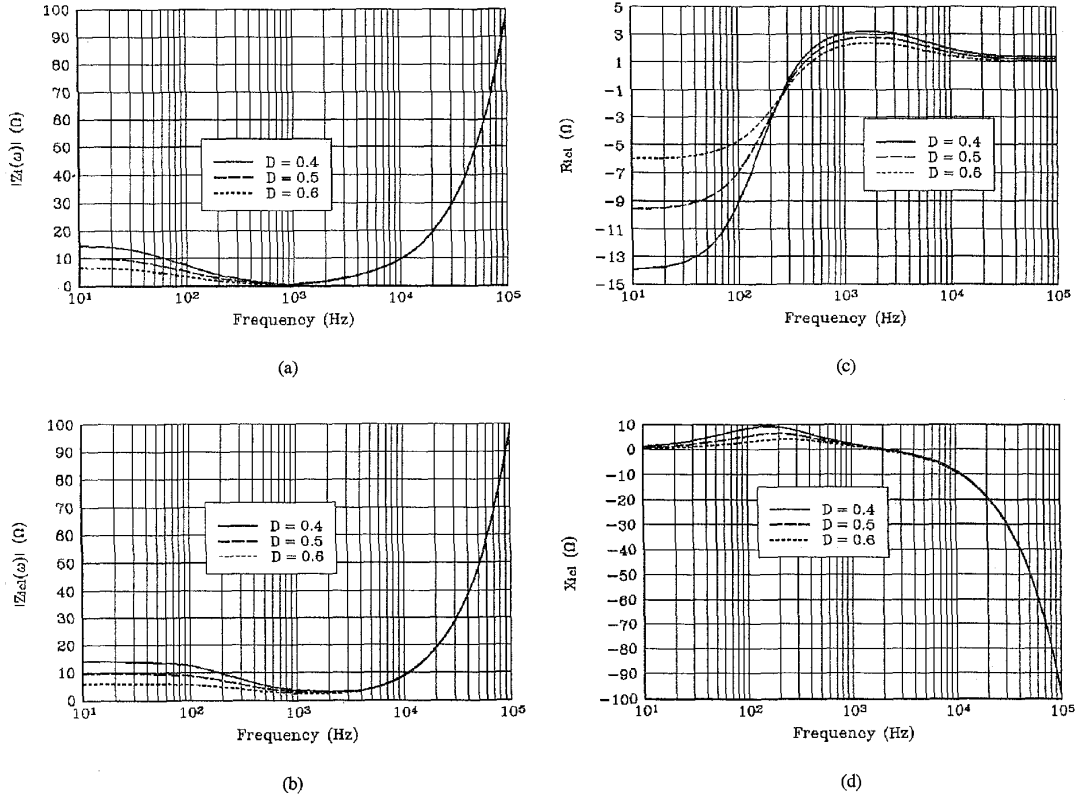 100
90
80
70
60
50
40
30
20
10
0
|Zi(ω)| (Ω)
D = 0.4
D = 0.5
D = 0.6
10¹ 10² 10³ 10⁴ 10⁵
Frequency (Hz)
(a)
5
3
1
−1
−3
−5
−7
−9
−11
−13
−15
Ricl (Ω)
D = 0.4
D = 0.5
D = 0.6
10¹ 10² 10³ 10⁴ 10⁵
Frequency (Hz)
(c)
100
90
80
70
60
50
40
30
20
10
0
|Zicl(ω)| (Ω)
D = 0.4
D = 0.5
D = 0.6
10¹ 10² 10³ 10⁴ 10⁵
Frequency (Hz)
(b)
10
0
−10
−20
−30
−40
−50
−60
−70
−80
−90
−100
Xicl (Ω)
D = 0.4
D = 0.5
D = 0.6
10¹ 10² 10³ 10⁴ 10⁵
Frequency (Hz)
(d)